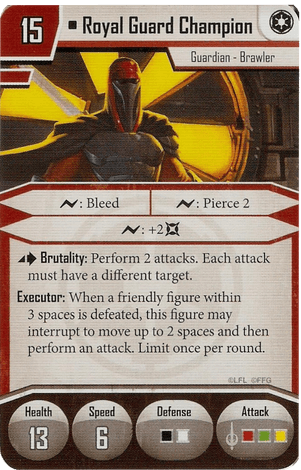 15
Royal Guard Champion
Guardian - Brawler
: Bleed
: Pierce 2
: +2
Brutality: Perform 2 attacks. Each attack
must have a different target.
Executor: When a friendly figure within
3 spaces is defeated, this figure may
interrupt to move up to 2 spaces and then
perform an attack. Limit once per round.
©LFL ©FFG
Health
Speed
Defense
Attack
13
6